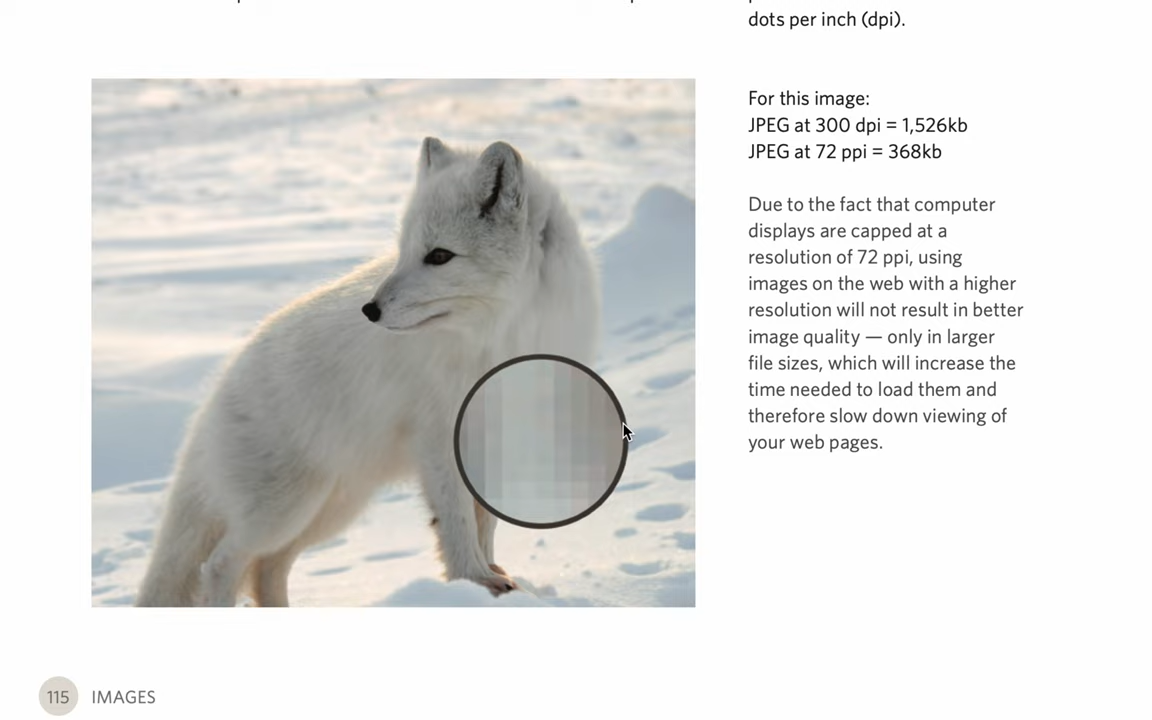 dots per inch (dpi).
For this image:
JPEG at 300 dpi = 1,526kb
JPEG at 72 ppi = 368kb
Due to the fact that computer
displays are capped at a
resolution of 72 ppi, using
images on the web with a higher
resolution will not result in better
image quality — only in larger
file sizes, which will increase the
time needed to load them and
therefore slow down viewing of
your web pages.
115 IMAGES